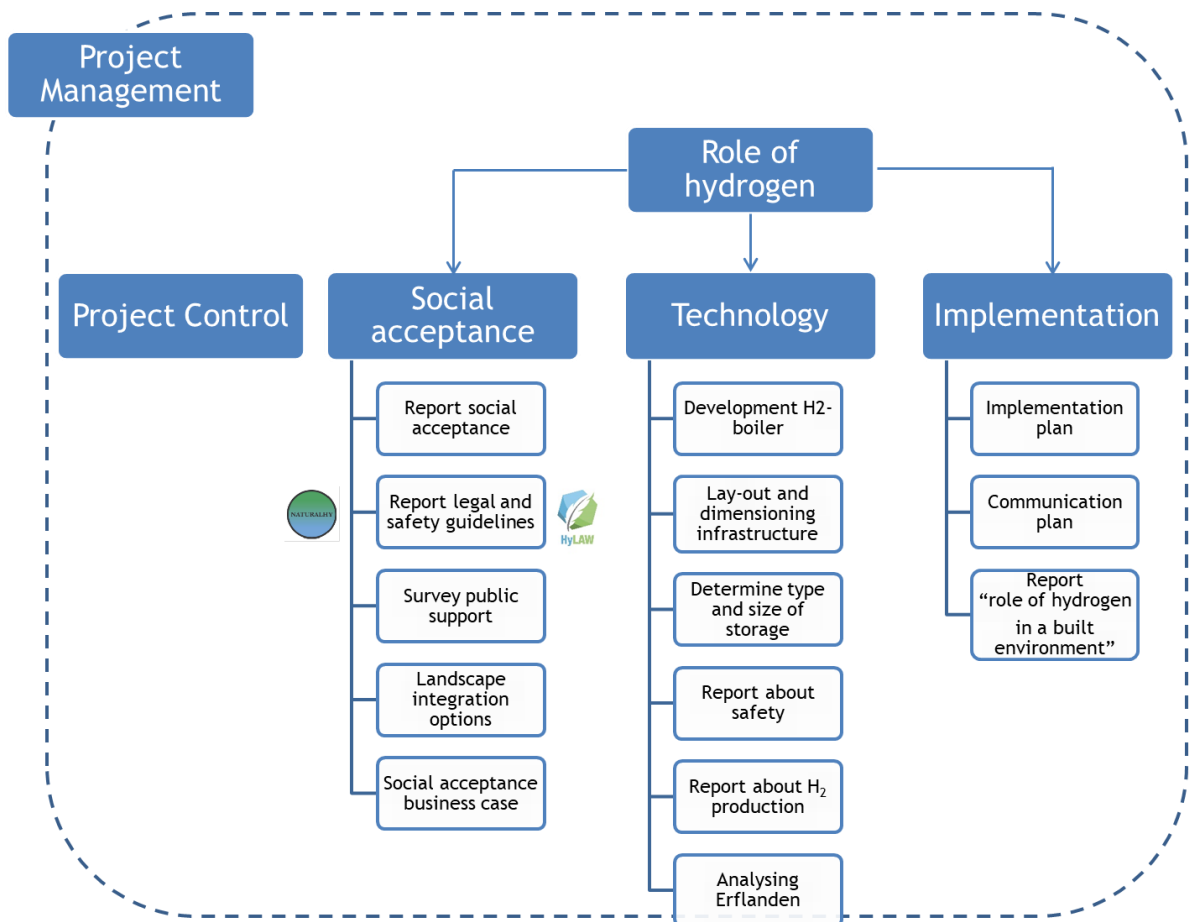 Project
Management
Role of
hydrogen
Project Control
Social
acceptance
Technology
Implementation
Report social
acceptance
NATURALHY
Report legal and
safety guidelines
HyLAW
Survey public
support
Landscape
integration
options
Social acceptance
business case
Development H2-
boiler
Lay-out and
dimensioning
infrastructure
Determine type
and size of
storage
Report about
safety
Report about H₂
production
Analysing
Erflanden
Implementation
plan
Communication
plan
Report
“role of hydrogen
in a built
environment”